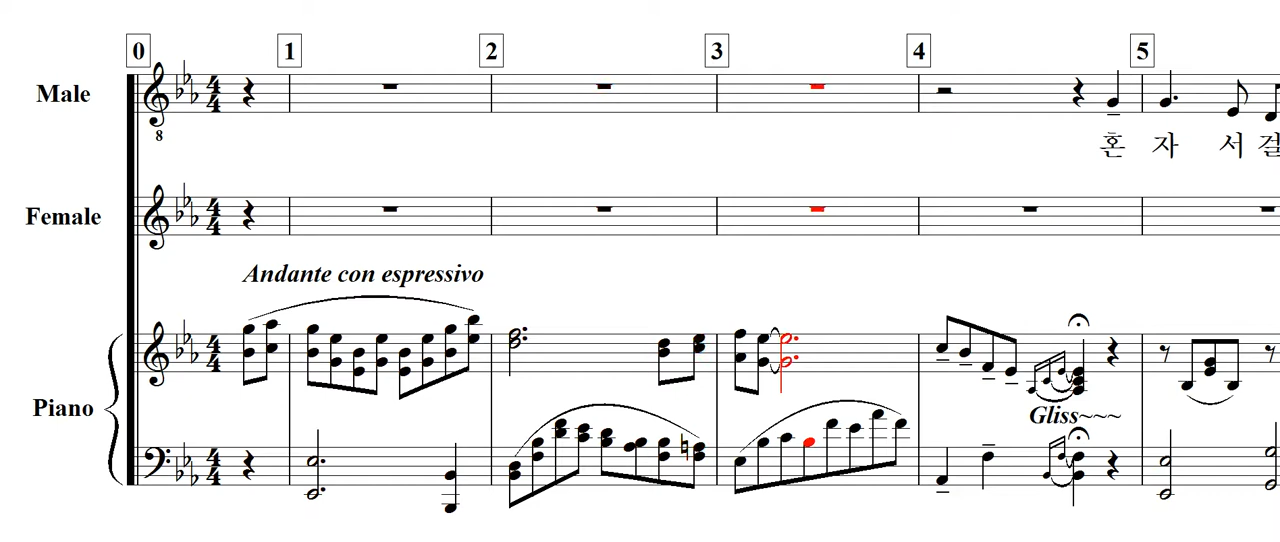 0 1 2 3 4 5
Male
8
혼 자 서 걸
Female
Andante con espressivo
Piano
Gliss~~~